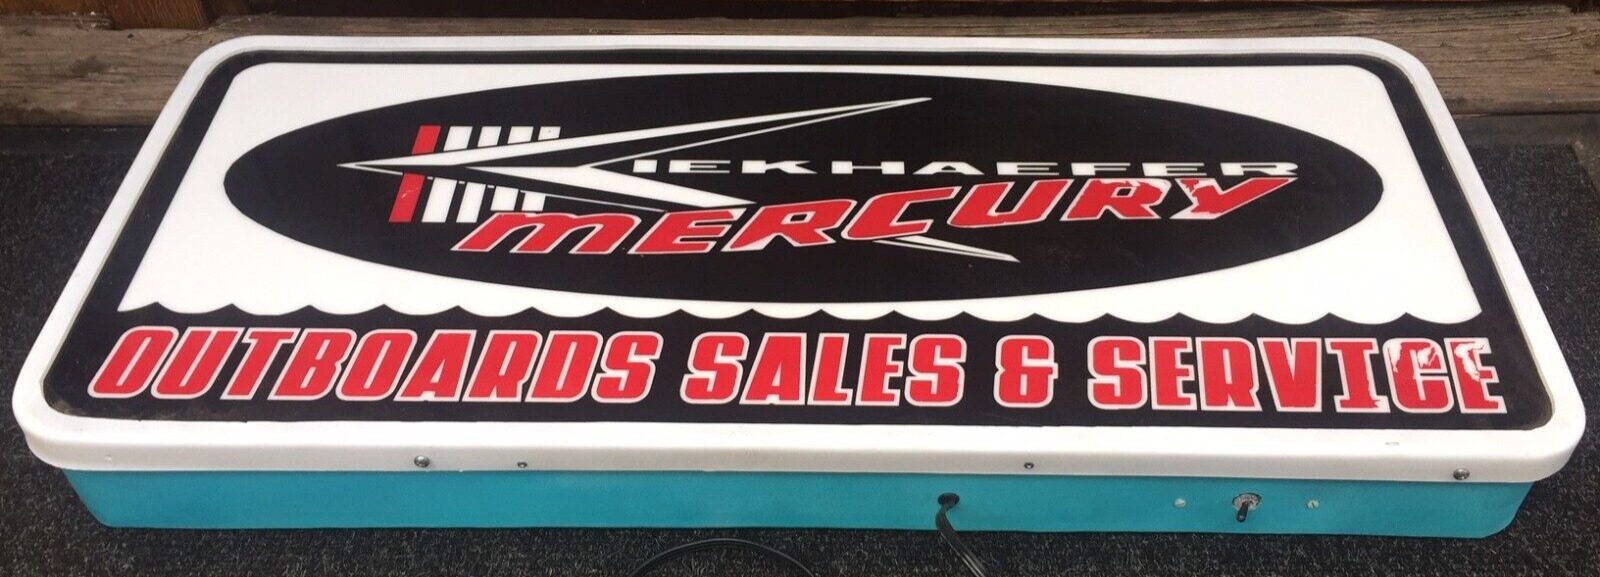 KIEKHAEFER
MERCURY
OUTBOARDS SALES & SERVICE